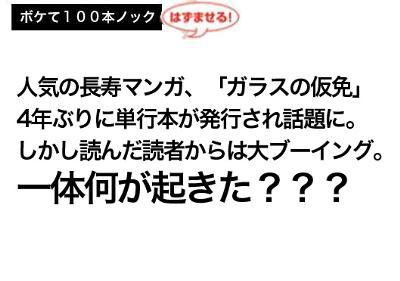 ボケて１００本ノック
はずませる!
人気の長寿マンガ、「ガラスの仮免」
4年ぶりに単行本が発行され話題に。
しかし読んだ読者からは大ブーイング。
一体何が起きた？？？